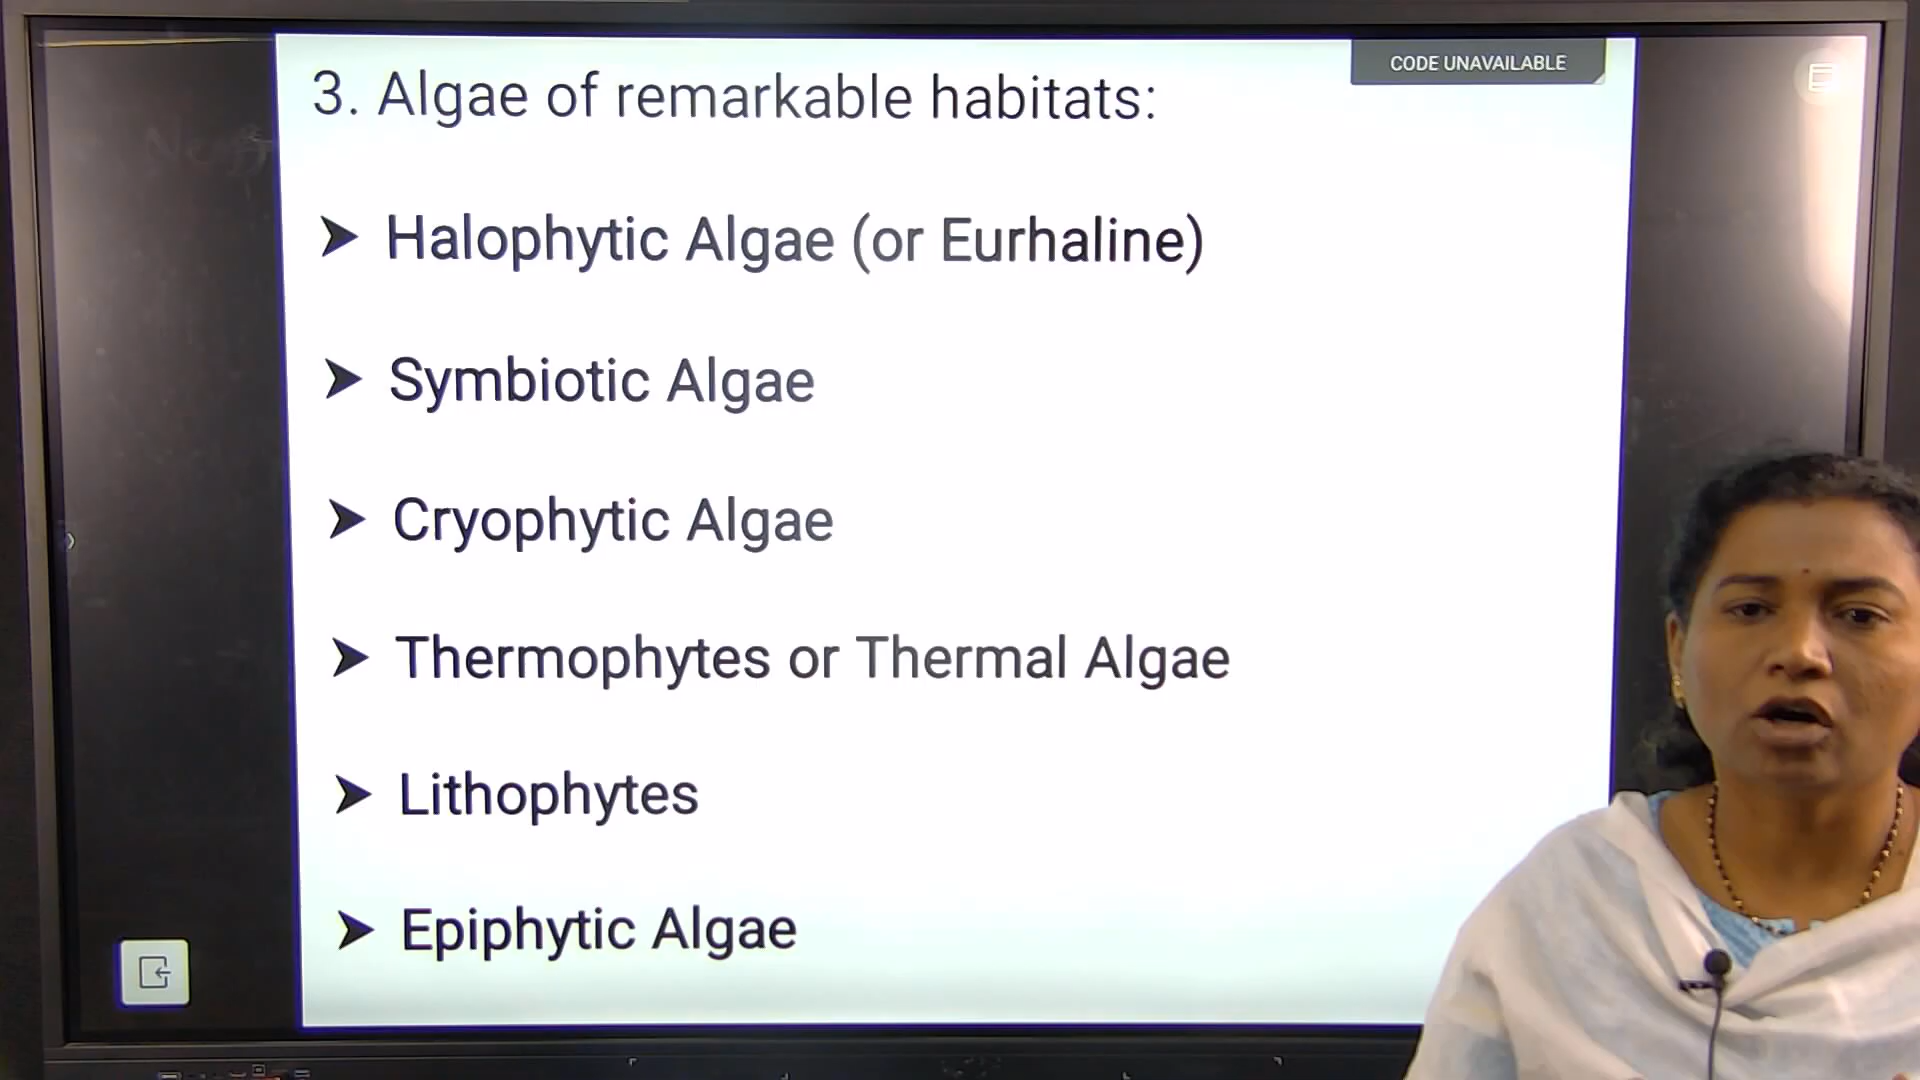 CODE UNAVAILABLE
3. Algae of remarkable habitats:
➤ Halophytic Algae (or Eurhaline)
➤ Symbiotic Algae
➤ Cryophytic Algae
➤ Thermophytes or Thermal Algae
➤ Lithophytes
➤ Epiphytic Algae